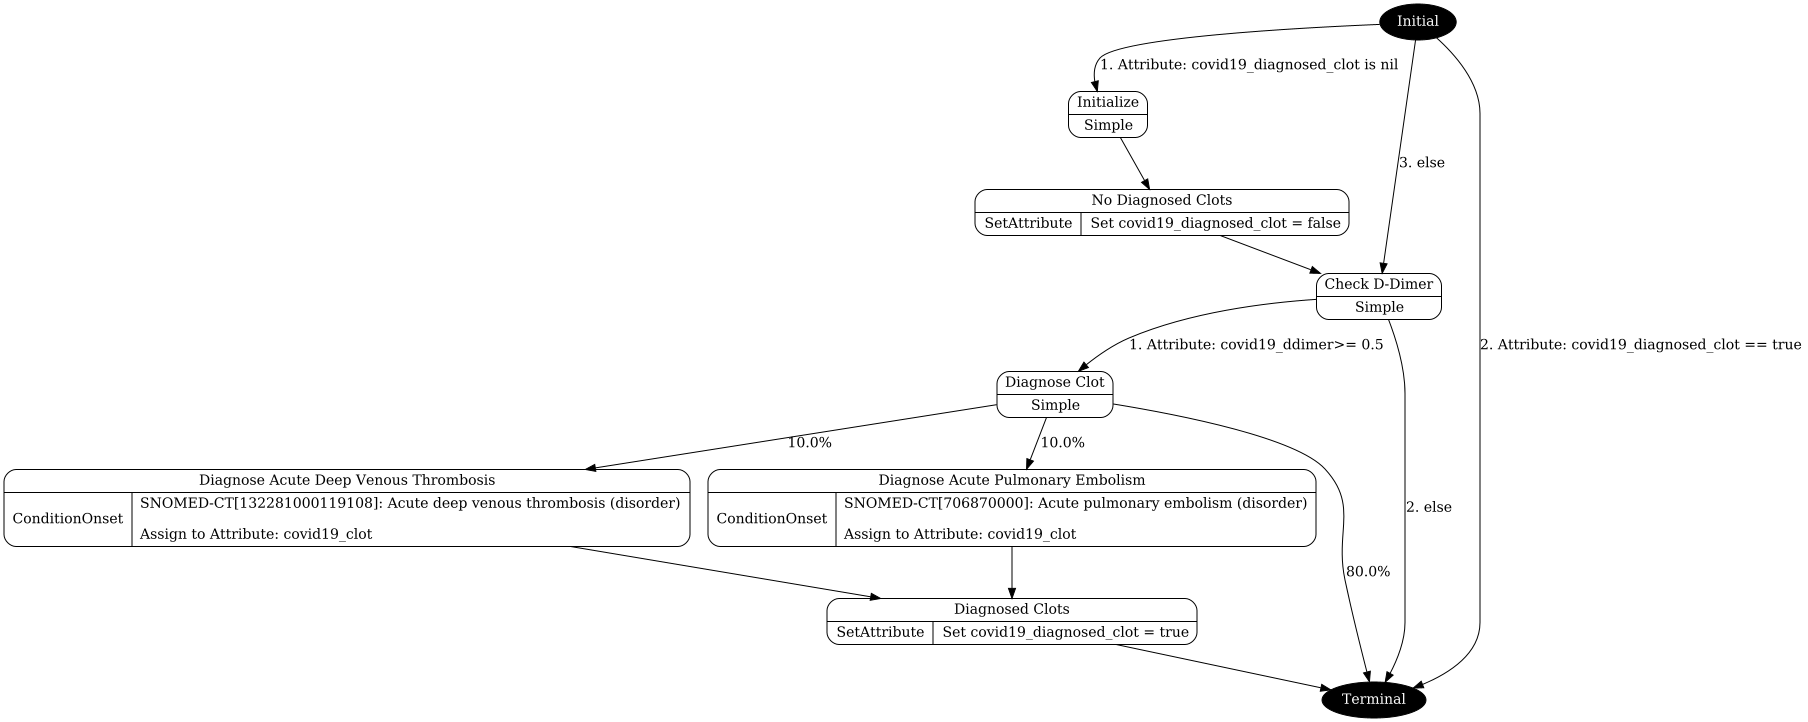 Initial
1. Attribute: covid19_diagnosed_clot is nil
Initialize
Simple
3. else
No Diagnosed Clots
SetAttribute
Set covid19_diagnosed_clot = false
Check D-Dimer
Simple
1. Attribute: covid19_ddimer>= 0.5
2. Attribute: covid19_diagnosed_clot == true
Diagnose Clot
Simple
10.0%
10.0%
Diagnose Acute Deep Venous Thrombosis
ConditionOnset
SNOMED-CT[132281000119108]: Acute deep venous thrombosis (disorder)
Assign to Attribute: covid19_clot
Diagnose Acute Pulmonary Embolism
ConditionOnset
SNOMED-CT[706870000]: Acute pulmonary embolism (disorder)
Assign to Attribute: covid19_clot
2. else
80.0%
Diagnosed Clots
SetAttribute
Set covid19_diagnosed_clot = true
Terminal